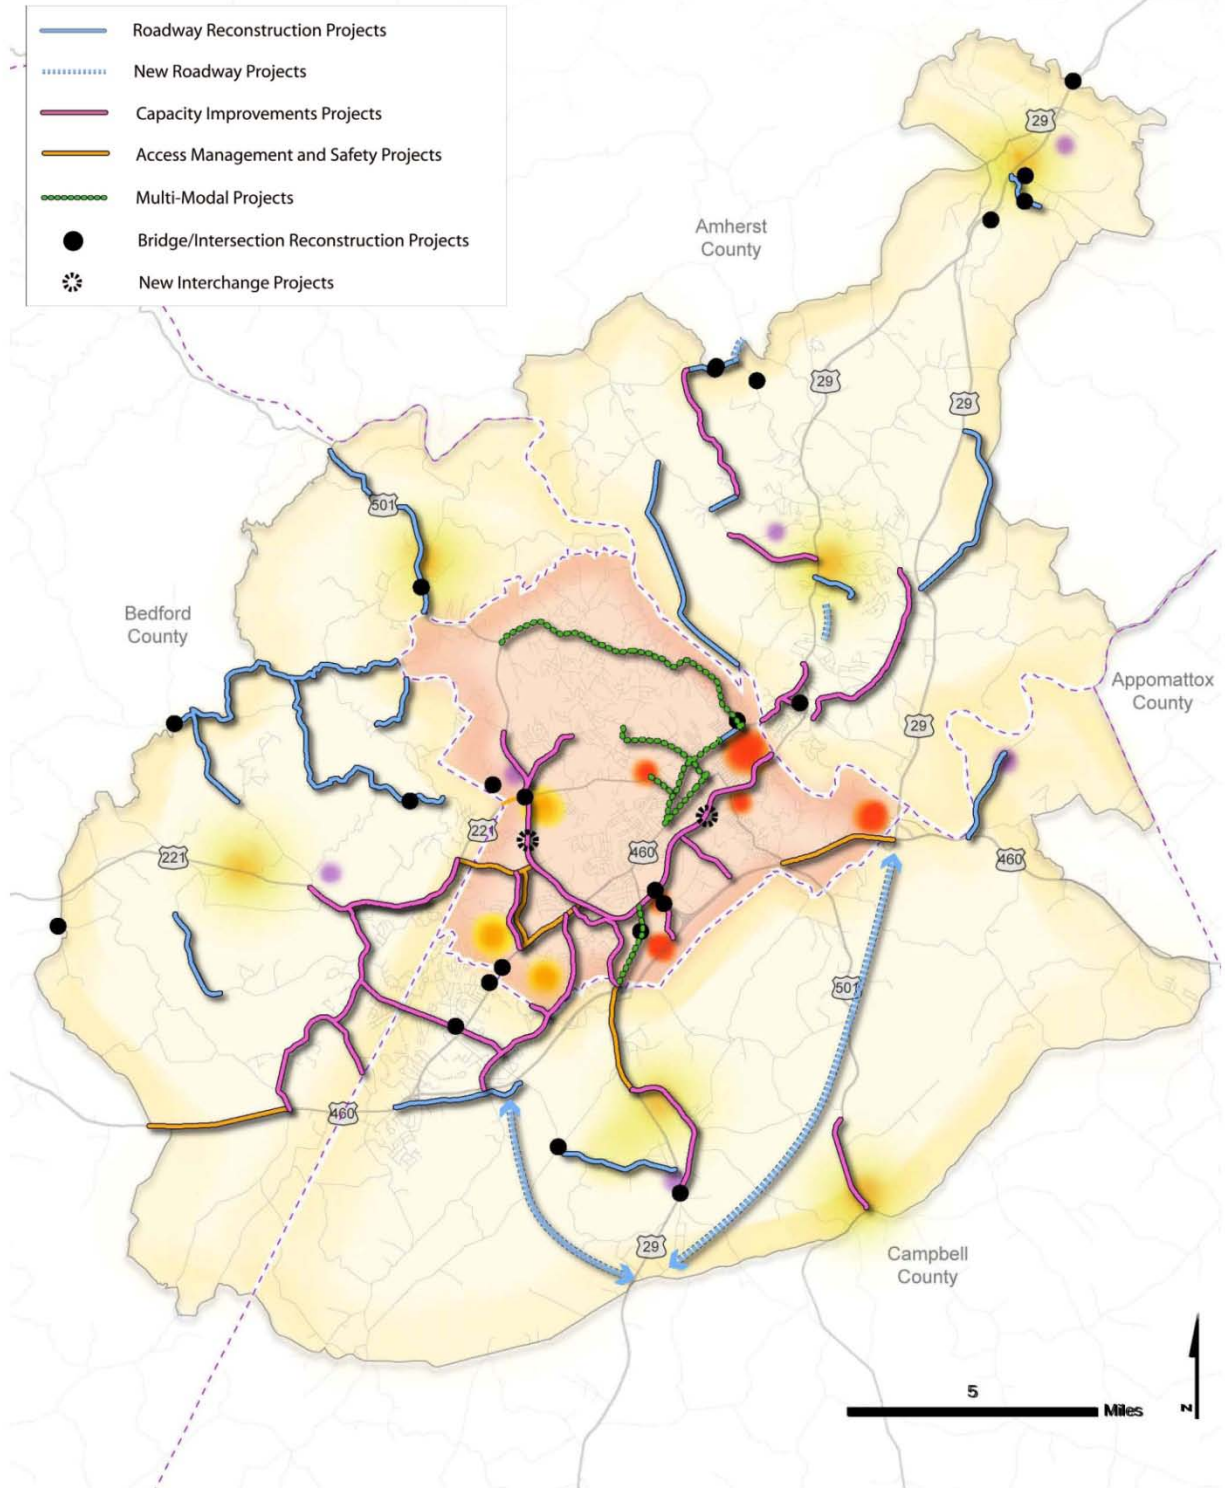 Roadway Reconstruction Projects
New Roadway Projects
Capacity Improvements Projects
Access Management and Safety Projects
Multi-Modal Projects
Bridge/Intersection Reconstruction Projects
New Interchange Projects
29
Amherst
County
29
29
501
Bedford
County
Appomattox
County
29
221
221
460
460
501
460
29
Campbell
County
5
Miles
N